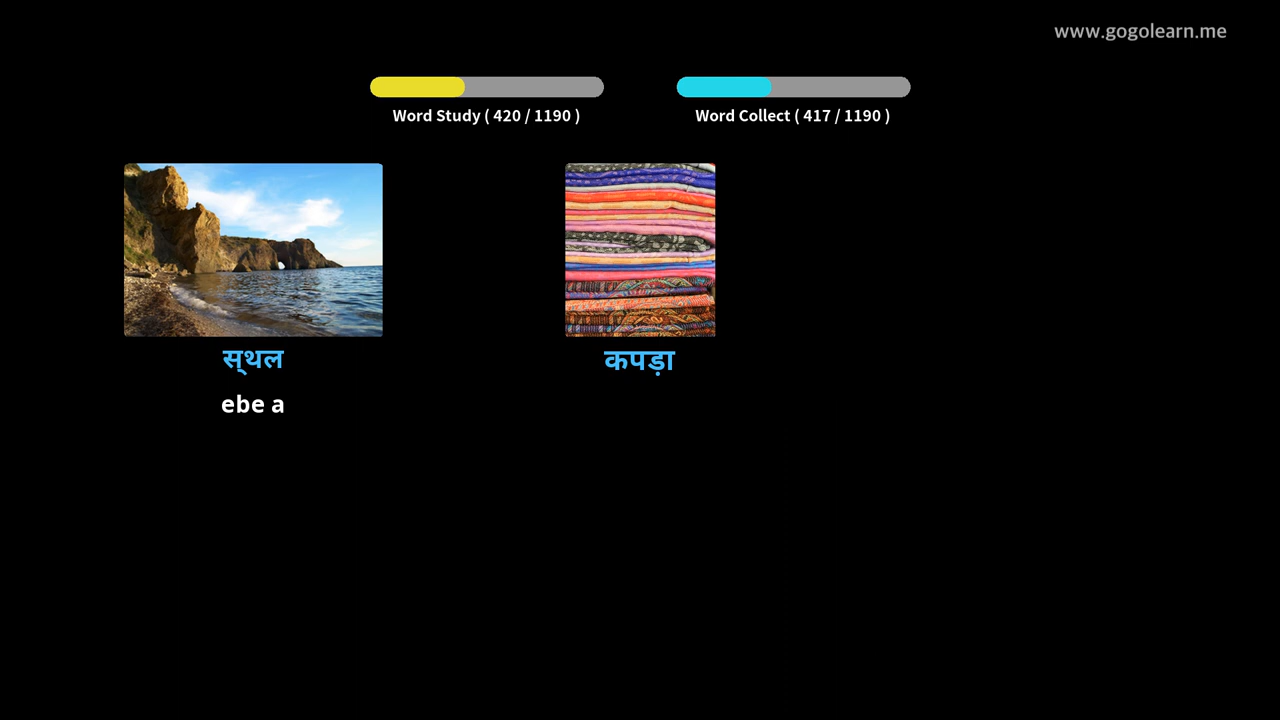 www.gogolearn.me
Word Study ( 420 / 1190 )
Word Collect ( 417 / 1190 )
स्‌थल
कपड़ा
ebe a